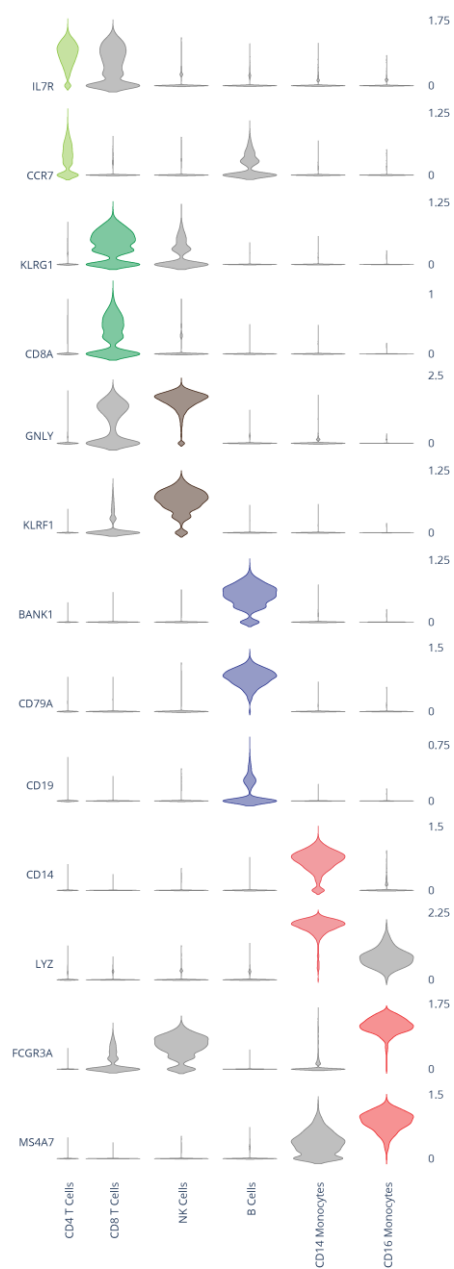 1.75
IL7R 0
1.25
CCR7 0
1.25
KLRG1 0
1
CD8A 0
2.5
GNLY 0
1.25
KLRF1 0
1.25
BANK1 0
1.5
CD79A 0
0.75
CD19 0
1.5
CD14 0
2.25
LYZ 0
1.75
FCGR3A 0
1.5
MS4A7 0
CD4 T Cells
CD8 T Cells
NK Cells
B Cells
CD14 Monocytes
CD16 Monocytes